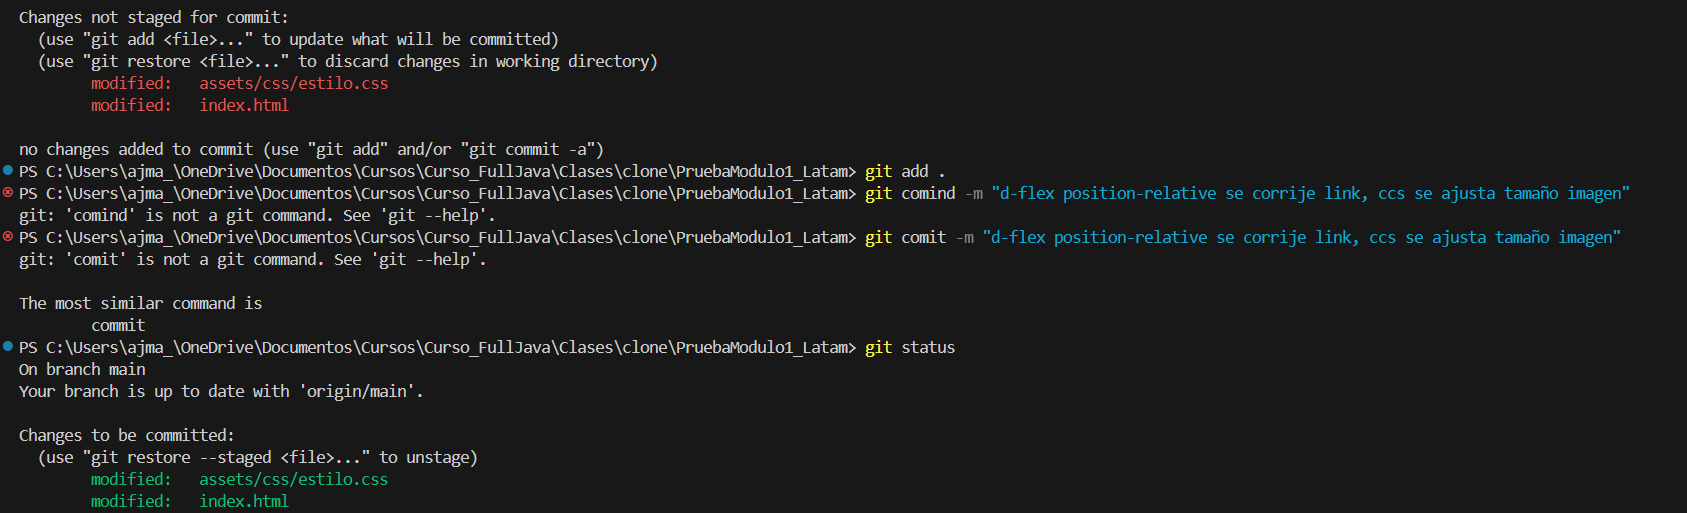 Changes not staged for commit:
(use "git add <file>..." to update what will be committed)
(use "git restore <file>..." to discard changes in working directory)
modified:   assets/css/estilo.css
modified:   index.html
no changes added to commit (use "git add" and/or "git commit -a")
PS C:\Users\ajma_\OneDrive\Documentos\Cursos\Curso_FullJava\Clases\clone\PruebaModulo1_Latam> git add .
PS C:\Users\ajma_\OneDrive\Documentos\Cursos\Curso_FullJava\Clases\clone\PruebaModulo1_Latam> git comind -m "d-flex position-relative se corrije link, ccs se ajusta tamaño imagen"
git: 'comind' is not a git command. See 'git --help'.
PS C:\Users\ajma_\OneDrive\Documentos\Cursos\Curso_FullJava\Clases\clone\PruebaModulo1_Latam> git comit -m "d-flex position-relative se corrije link, ccs se ajusta tamaño imagen"
git: 'comit' is not a git command. See 'git --help'.
The most similar command is
commit
PS C:\Users\ajma_\OneDrive\Documentos\Cursos\Curso_FullJava\Clases\clone\PruebaModulo1_Latam> git status
On branch main
Your branch is up to date with 'origin/main'.
Changes to be committed:
(use "git restore --staged <file>..." to unstage)
modified:   assets/css/estilo.css
modified:   index.html